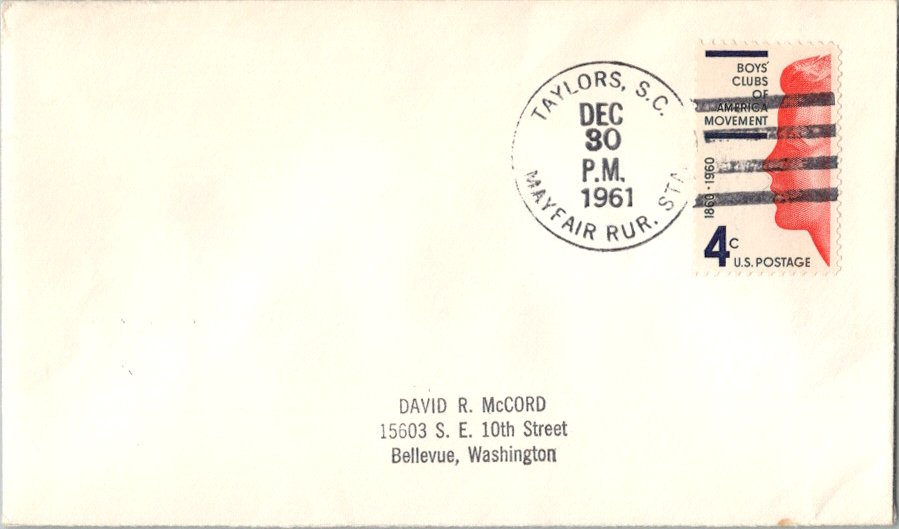 TAYLORS, S.C.
DEC
30
P.M.
1961
MAYFAIR RUR. STA.
BOYS'
CLUBS
OF
AMERICA
MOVEMENT
1860-1960
4c
U.S. POSTAGE
DAVID R. McCORD
15603 S. E. 10th Street
Bellevue, Washington